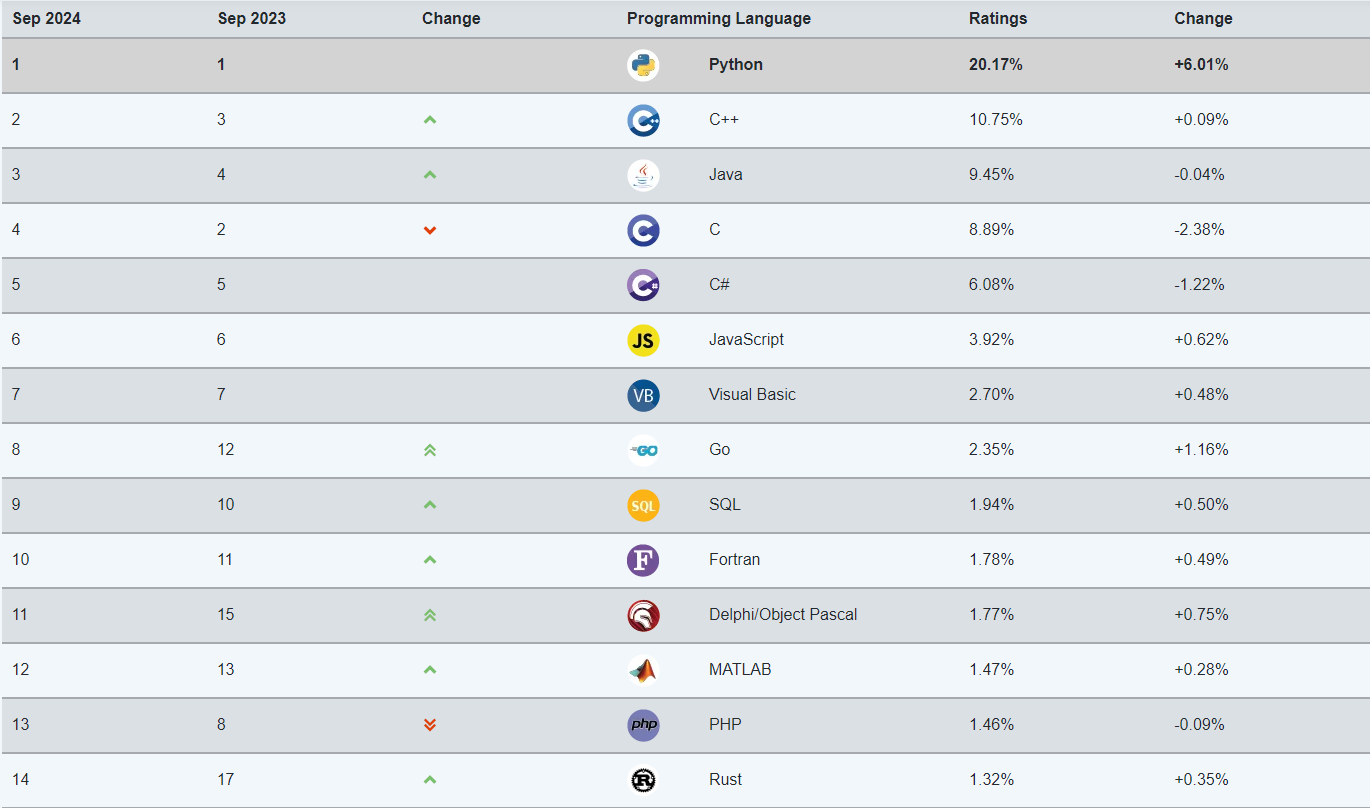 Sep 2024 Sep 2023 Change Programming Language Ratings Change
1 1 Python 20.17% +6.01%
2 3 C++ C++ 10.75% +0.09%
3 4 Java 9.45% -0.04%
4 2 C C 8.89% -2.38%
5 5 C# C# 6.08% -1.22%
6 6 JS JavaScript 3.92% +0.62%
7 7 VB Visual Basic 2.70% +0.48%
8 12 GO Go 2.35% +1.16%
9 10 SQL SQL 1.94% +0.50%
10 11 F Fortran 1.78% +0.49%
11 15 Delphi/Object Pascal 1.77% +0.75%
12 13 MATLAB 1.47% +0.28%
13 8 php PHP 1.46% -0.09%
14 17 R Rust 1.32% +0.35%